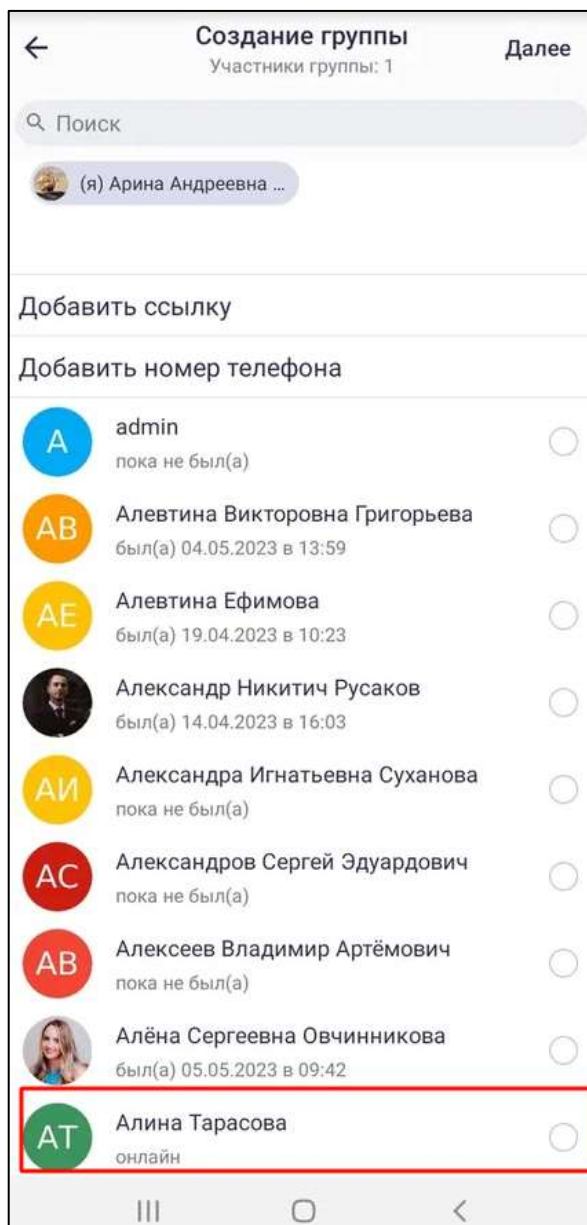 Создание группы
Участники группы: 1
Далее
Поиск
(я) Арина Андреевна ...
Добавить ссылку
Добавить номер телефона
A
admin
пока не был(а)
АВ
Алевтина Викторовна Григорьева
был(а) 04.05.2023 в 13:59
АЕ
Алевтина Ефимова
был(а) 19.04.2023 в 10:23
Александр Никитич Русаков
был(а) 14.04.2023 в 16:03
АИ
Александра Игнатьевна Суханова
пока не был(а)
АС
Александров Сергей Эдуардович
пока не был(а)
АВ
Алексеев Владимир Артёмович
пока не был(а)
Алёна Сергеевна Овчинникова
был(а) 05.05.2023 в 09:42
АТ
Алина Тарасова
онлайн